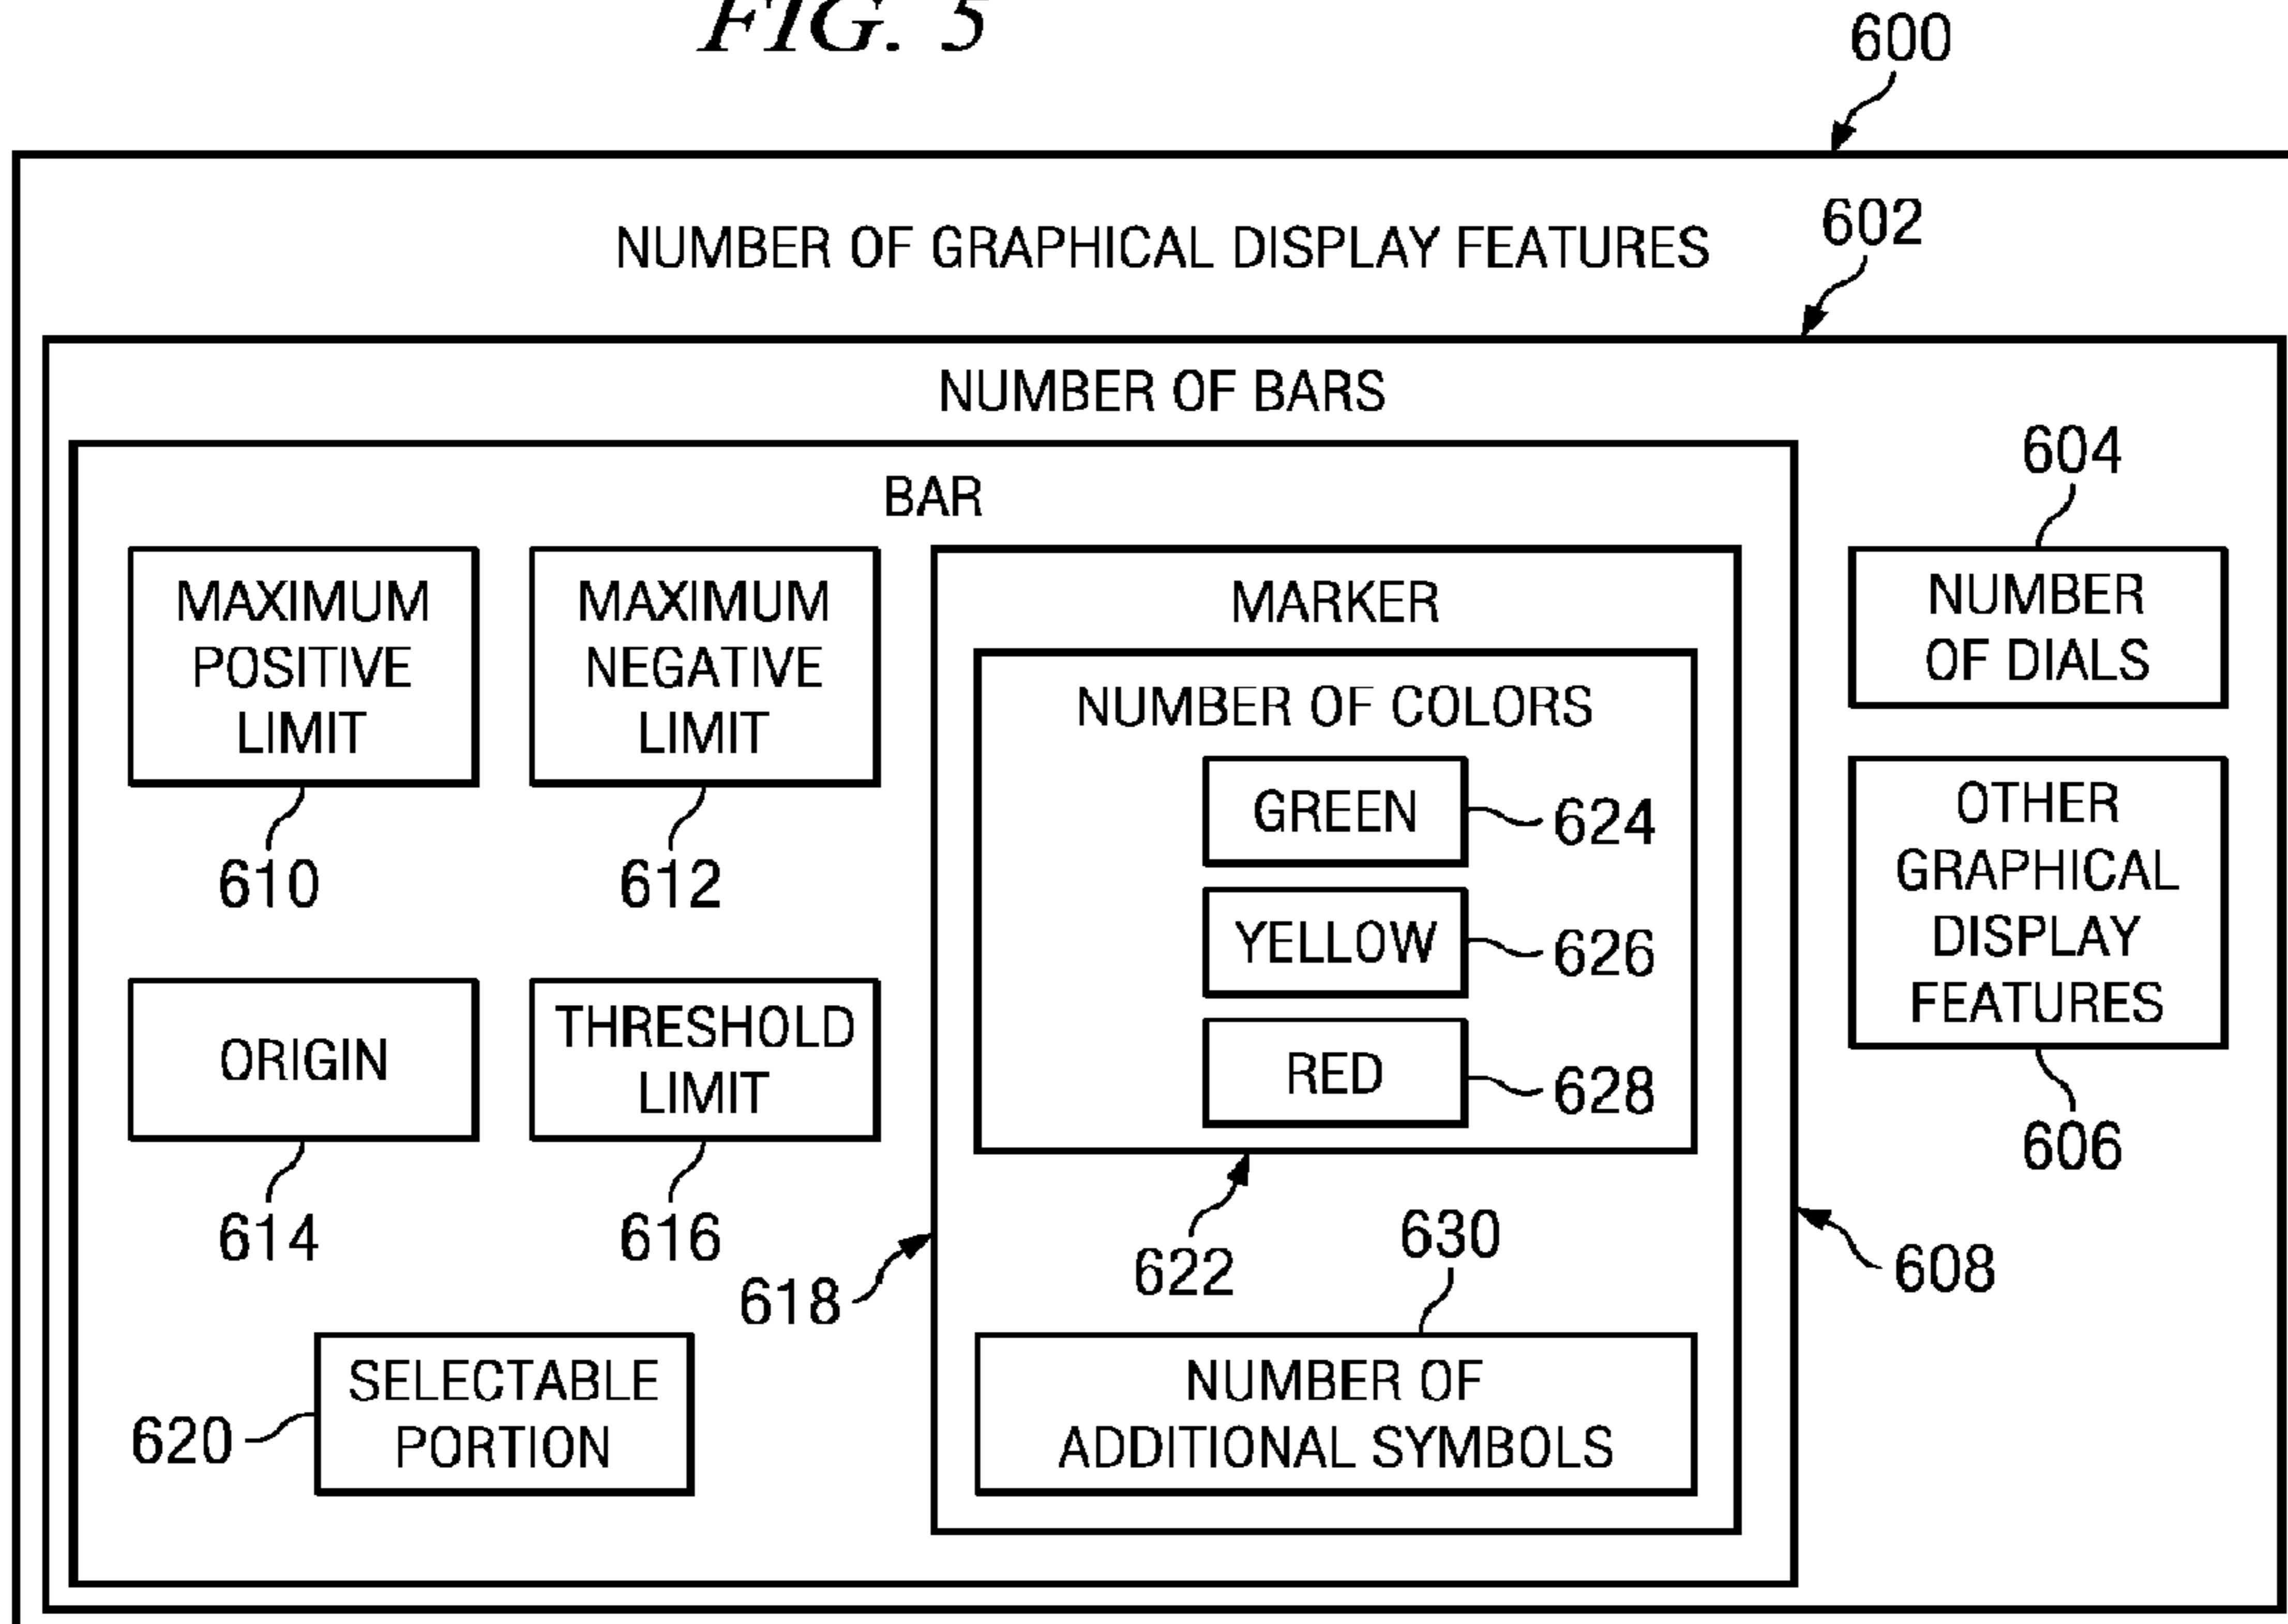 FIG. 5
600
NUMBER OF GRAPHICAL DISPLAY FEATURES
602
NUMBER OF BARS
BAR
604
NUMBER
OF DIALS
MAXIMUM
POSITIVE
LIMIT
610
MAXIMUM
NEGATIVE
LIMIT
612
MARKER
NUMBER OF COLORS
GREEN
624
YELLOW
626
RED
628
OTHER
GRAPHICAL
DISPLAY
FEATURES
606
ORIGIN
614
THRESHOLD
LIMIT
616
618
622
630
608
SELECTABLE
PORTION
620
NUMBER OF
ADDITIONAL SYMBOLS